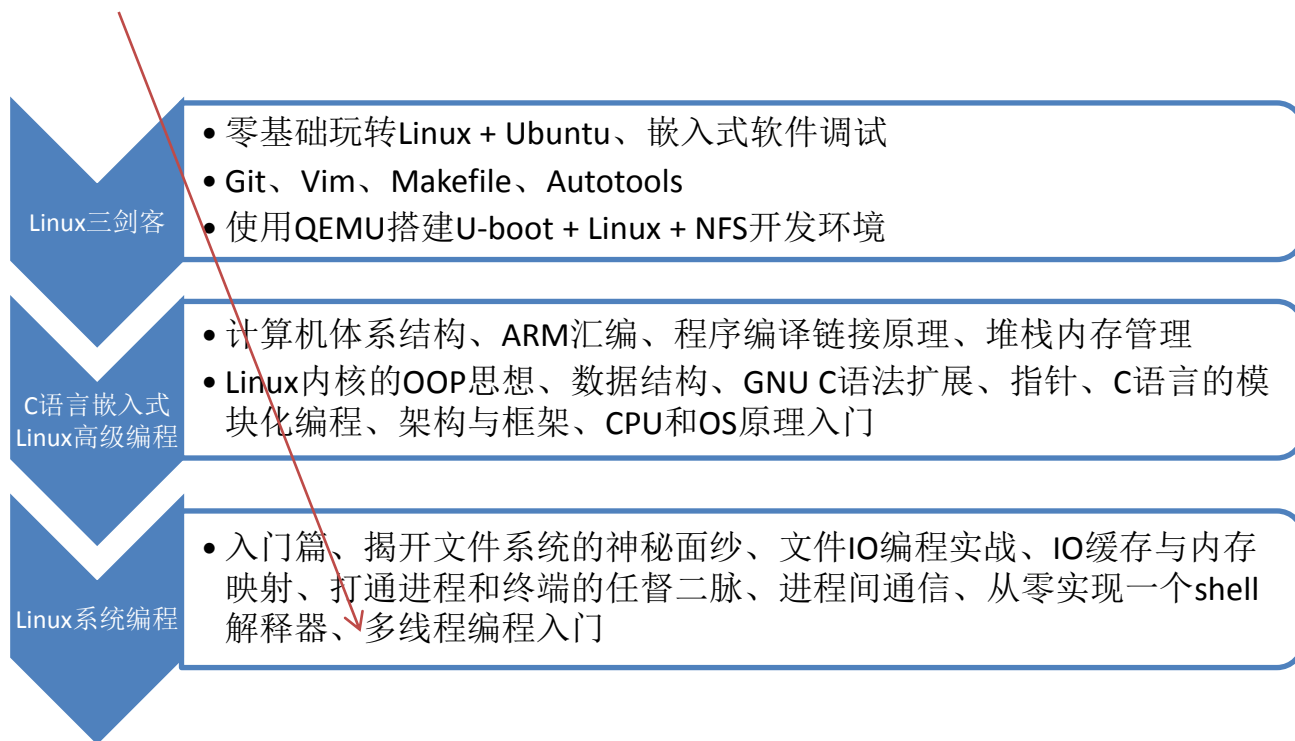 Linux三剑客
• 零基础玩转Linux + Ubuntu、嵌入式软件调试
• Git、Vim、Makefile、Autotools
• 使用QEMU搭建U-boot + Linux + NFS开发环境
C语言嵌入式
Linux高级编程
• 计算机体系结构、ARM汇编、程序编译链接原理、堆栈内存管理
• Linux内核的OOP思想、数据结构、GNU C语法扩展、指针、C语言的模
块化编程、架构与框架、CPU和OS原理入门
Linux系统编程
• 入门篇、揭开文件系统的神秘面纱、文件IO编程实战、IO缓存与内存
映射、打通进程和终端的任督二脉、进程间通信、从零实现一个shell
解释器、多线程编程入门